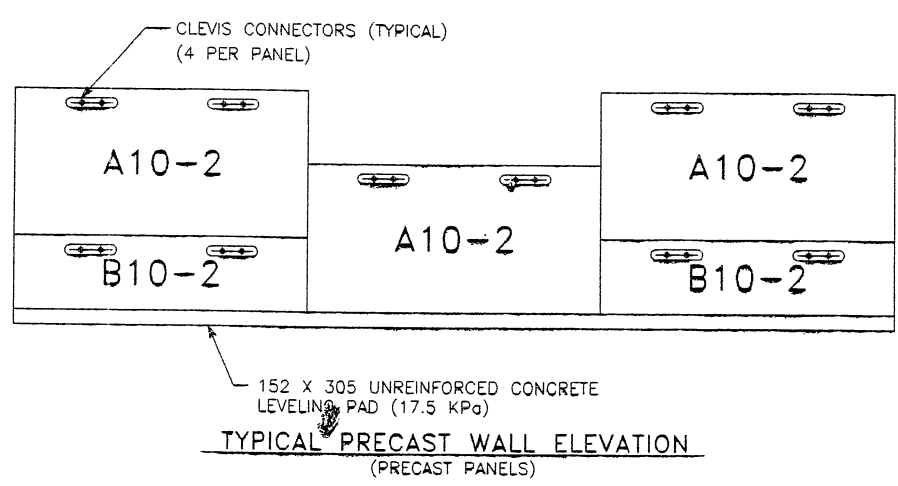 CLEVIS CONNECTORS (TYPICAL)
(4 PER PANEL)
A10-2
A10-2
A10-2
B10-2
B10-2
152 X 305 UNREINFORCED CONCRETE
LEVELING PAD (17.5 KPa)
TYPICAL PRECAST WALL ELEVATION
(PRECAST PANELS)